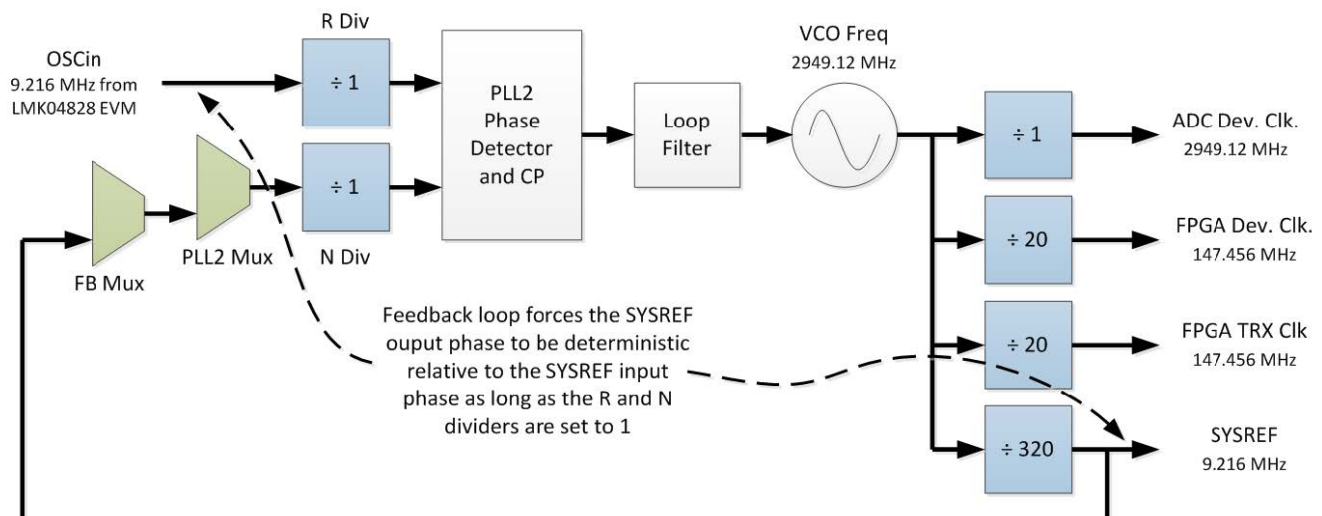 R Div
OSCin
9.216 MHz from
LMK04828 EVM
÷ 1
PLL2
Phase
Detector
and CP
Loop
Filter
VCO Freq
2949.12 MHz
÷ 1
ADC Dev. Clk.
2949.12 MHz
FB Mux
PLL2 Mux
÷ 1
N Div
÷ 20
FPGA Dev. Clk.
147.456 MHz
Feedback loop forces the SYSREF
ouput phase to be deterministic
relative to the SYSREF input
phase as long as the R and N
dividers are set to 1
÷ 20
FPGA TRX Clk
147.456 MHz
÷ 320
SYSREF
9.216 MHz